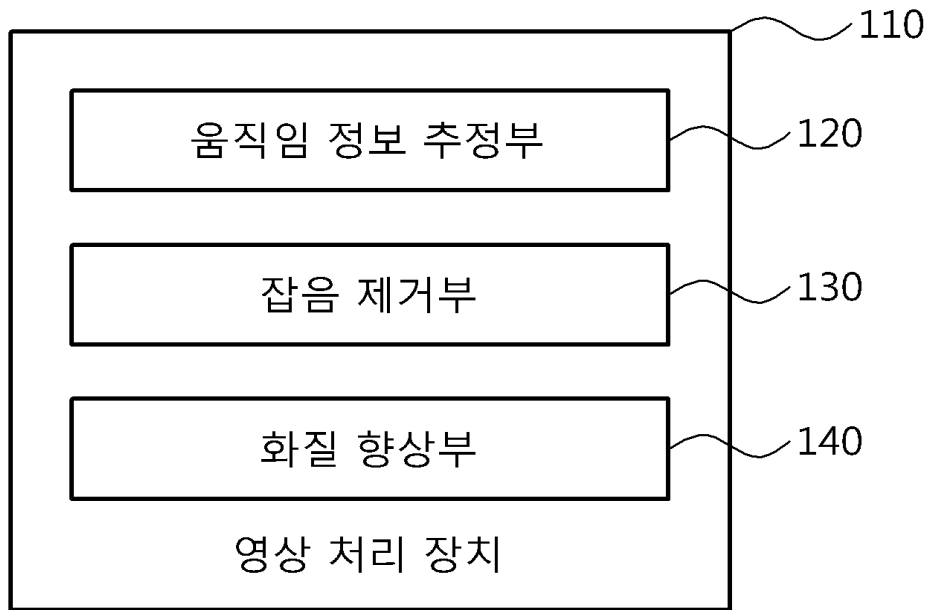 110
움직임 정보 추정부
120
잡음 제거부
130
화질 향상부
140
영상 처리 장치